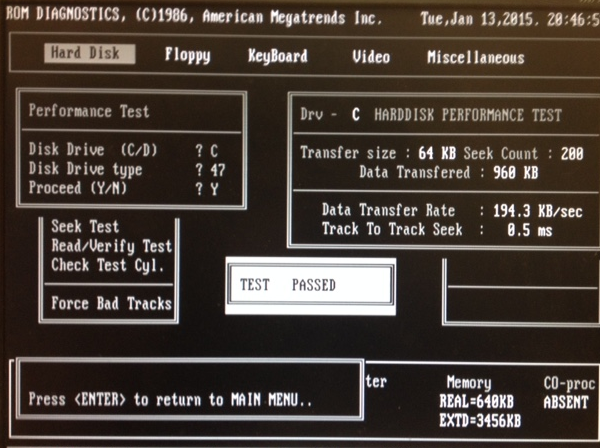 ROM DIAGNOSTICS, (C)1986, American Megatrends Inc. Tue,Jan 13,2015. 20:46:5
Hard Disk Floppy KeyBoard Video Miscellaneous
Performance Test
Disk Drive (C/D) ? C
Disk Drive type ? 47
Proceed (Y/N) ? Y
Seek Test
Read/Verify Test
Check Test Cyl.
Force Bad Tracks
Drv - C HARDDISK PERFORMANCE TEST
Transfer size : 64 KB Seek Count : 200
Data Transfered : 960 KB
Data Transfer Rate : 194.3 KB/sec
Track To Track Seek : 0.5 ms
TEST PASSED
Press <ENTER> to return to MAIN MENU..
ter Memory CO-proc
REAL=640KB ABSENT
EXTD=3456KB